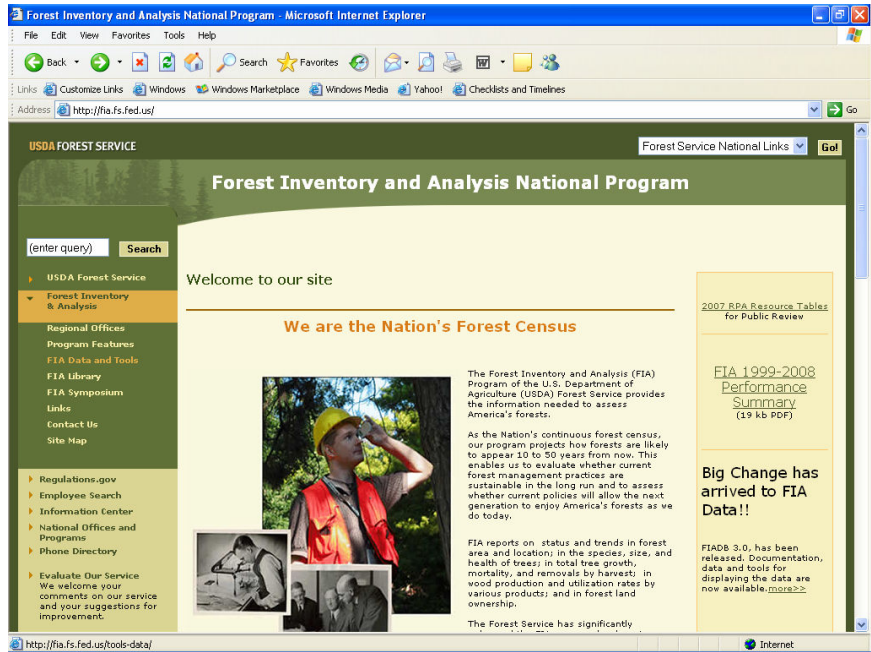 Forest Inventory and Analysis National Program - Microsoft Internet Explorer
File Edit View Favorites Tools Help
Back Search Favorites
Links Customize Links Windows Windows Marketplace Windows Media Yahoo! Checklists and Timelines
Address http://fia.fs.fed.us/ Go
USDA FOREST SERVICE
Forest Service National Links Go!
Forest Inventory and Analysis National Program
(enter query) Search
USDA Forest Service
Forest Inventory
& Analysis
Regional Offices
Program Features
FIA Data and Tools
FIA Library
FIA Symposium
Links
Contact Us
Site Map
Regulations.gov
Employee Search
Information Center
National Offices and
Programs
Phone Directory
Evaluate Our Service
We welcome your
comments on our service
and your suggestions for
improvement.
Welcome to our site
We are the Nation's Forest Census
The Forest Inventory and Analysis (FIA)
Program of the U.S. Department of
Agriculture (USDA) Forest Service provides
the information needed to assess
America's forests.
As the Nation's continuous forest census,
our program projects how forests are likely
to appear 10 to 50 years from now. This
enables us to evaluate whether current
forest management practices are
sustainable in the long run and to assess
whether current policies will allow the next
generation to enjoy America's forests as we
do today.
FIA reports on status and trends in forest
area and location; in the species, size, and
health of trees; in total tree growth,
mortality, and removals by harvest; in
wood production and utilization rates by
various products; and in forest land
ownership.
The Forest Service has significantly
2007 RPA Resource Tables
for Public Review
FIA 1999-2008
Performance
Summary
(19 kb PDF)
Big Change has
arrived to FIA
Data!!
FIADB 3.0, has been
released. Documentation,
data and tools for
displaying the data are
now available.more>>
http://fia.fs.fed.us/tools-data/
Internet